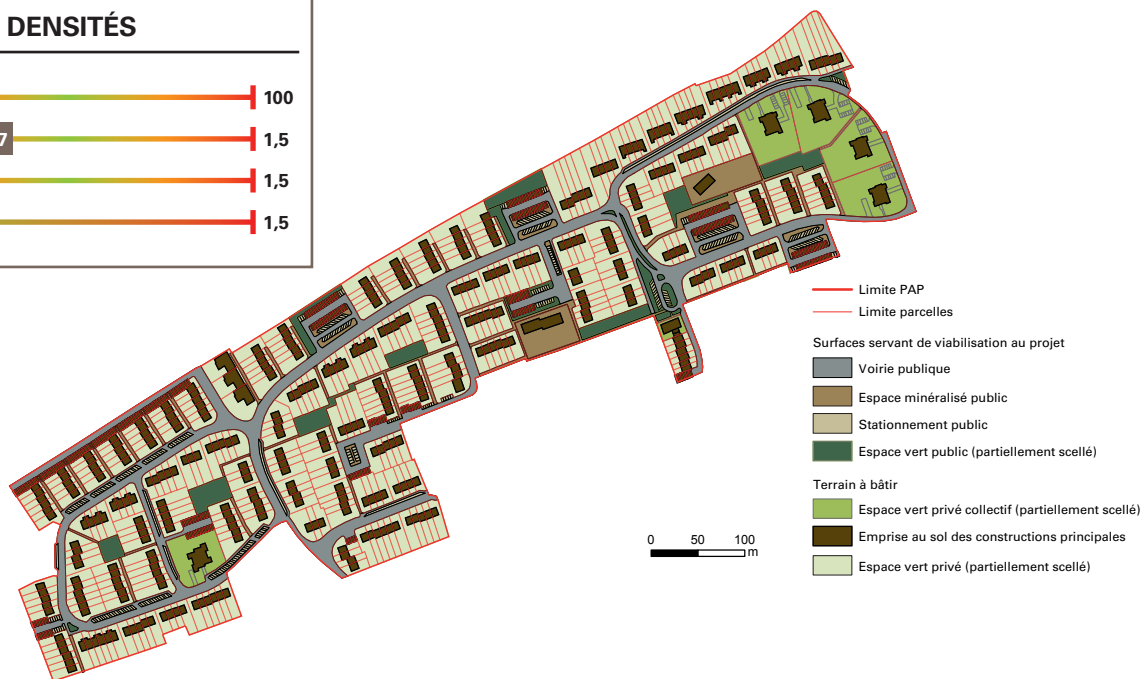 DENSITÉS
100
7
1,5
1,5
1,5
Limite PAP
Limite parcelles
Surfaces servant de viabilisation au projet
Voirie publique
Espace minéralisé public
Stationnement public
Espace vert public (partiellement scellé)
Terrain à bâtir
Espace vert privé collectif (partiellement scellé)
Emprise au sol des constructions principales
Espace vert privé (partiellement scellé)
0 50 100
m